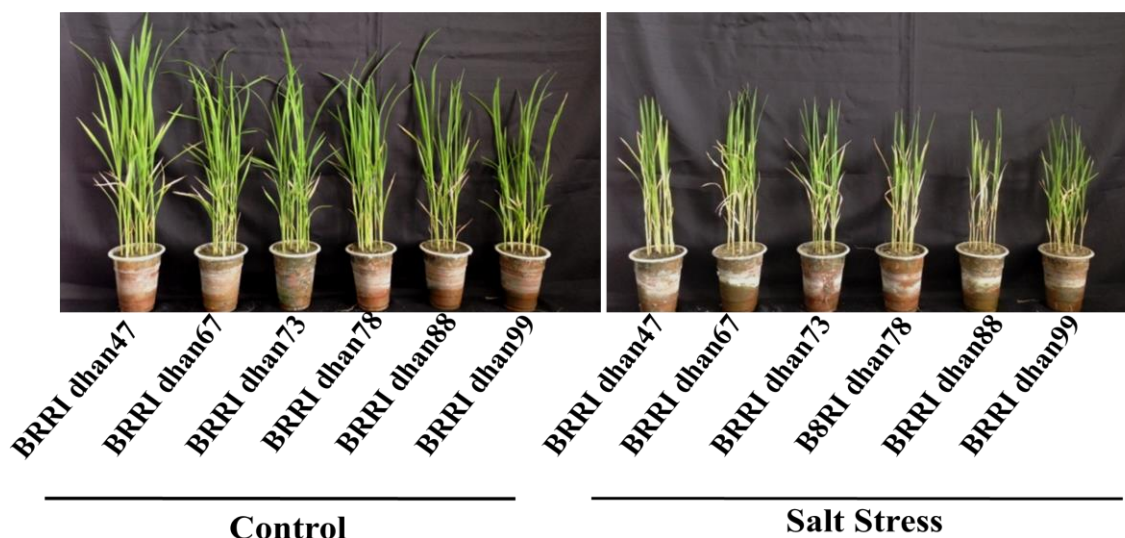 BRRI dhan47
BRRI dhan67
BRRI dhan73
BRRI dhan78
BRRI dhan88
BRRI dhan99
BRRI dhan47
BRRI dhan67
BRRI dhan73
B8RI dhan78
BRRI dhan88
BRRI dhan99
Control
Salt Stress